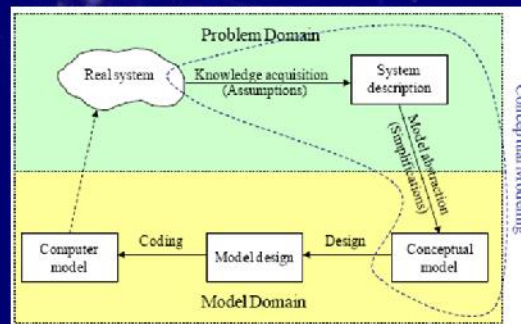 Problem Domain
Real system
Knowledge acquisition
(Assumptions)
System
description
Model abstraction
(Simplifications)
Conceptual modeling
Computer
model
Coding
Model design
Design
Conceptual
model
Model Domain